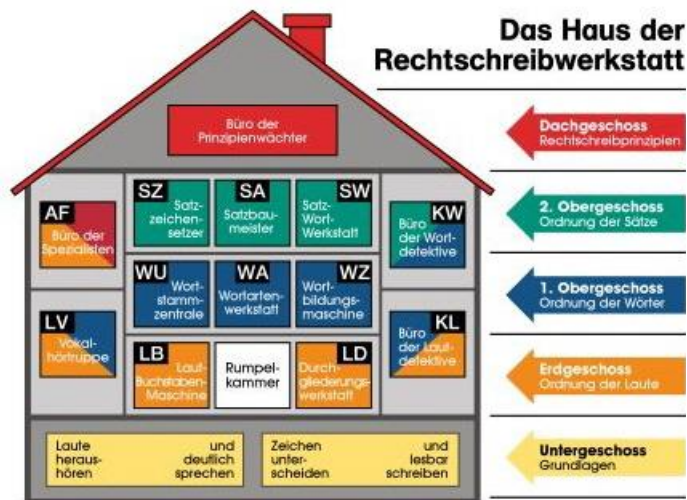 Das Haus der
Rechtschreibwerkstatt
Büro der
Prinzipienwächter
Dachgeschoss
Rechtschreibprinzipien
AF
Büro der
Spezialisten
SZ
Satz-
zeichen-
setzer
SA
Satzbau-
meister
SW
Satz-
Wort-
Werkstatt
KW
Büro
der Wort-
detektive
2. Obergeschoss
Ordnung der Sätze
WU
Wort-
stamm-
zentrale
WA
Wortarten-
werkstatt
WZ
Wort-
bildungs-
maschine
1. Obergeschoss
Ordnung der Wörter
LV
Vokal-
hörtruppe
LB
Laut-
Buchstaben-
Maschine
Rumpel-
kammer
LD
Durch-
gliederungs-
werkstatt
KL
Büro
der Laut-
detektive
Erdgeschoss
Ordnung der Laute
Laute und
heraus- deutlich
hören sprechen
Zeichen und
unter- lesbar
scheiden schreiben
Untergeschoss
Grundlagen